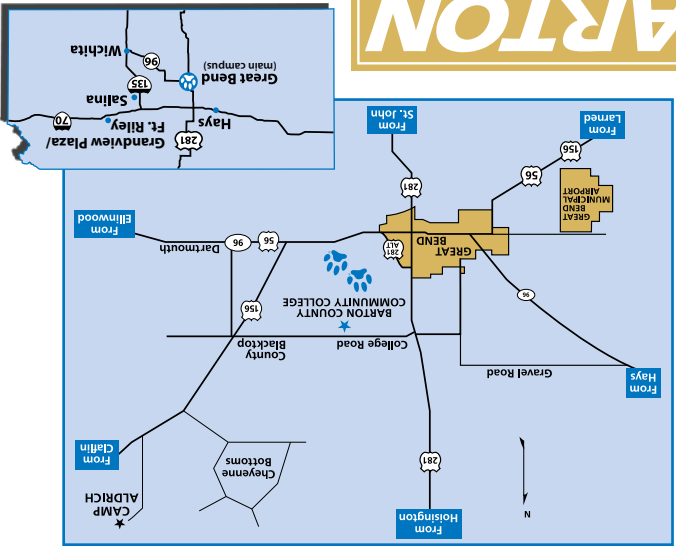 N
From
Hoisington
281
CAMP
ALDRICH
From
Claflin
Cheyenne
Bottoms
From
Hays
Gravel Road
96
College Road
County
Blacktop
BARTON COUNTY
COMMUNITY COLLEGE
156
GREAT
BEND
281
ALT
Dartmouth
96
56
From
Ellinwood
GREAT
BEND
MUNICIPAL
AIRPORT
281
56
156
From
Larned
From
St. John
281
Hays
Grandview Plaza/
Ft. Riley
70
Salina
135
Great Bend
(main campus)
96
Wichita
ARTON